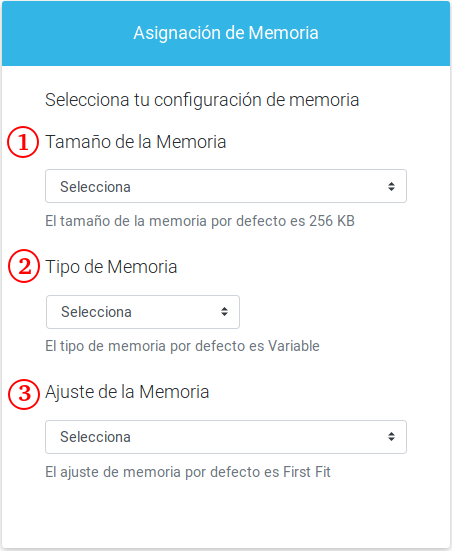 Asignación de Memoria
Selecciona tu configuración de memoria
1 Tamaño de la Memoria
Selecciona
El tamaño de la memoria por defecto es 256 KB
2 Tipo de Memoria
Selecciona
El tipo de memoria por defecto es Variable
3 Ajuste de la Memoria
Selecciona
El ajuste de memoria por defecto es First Fit